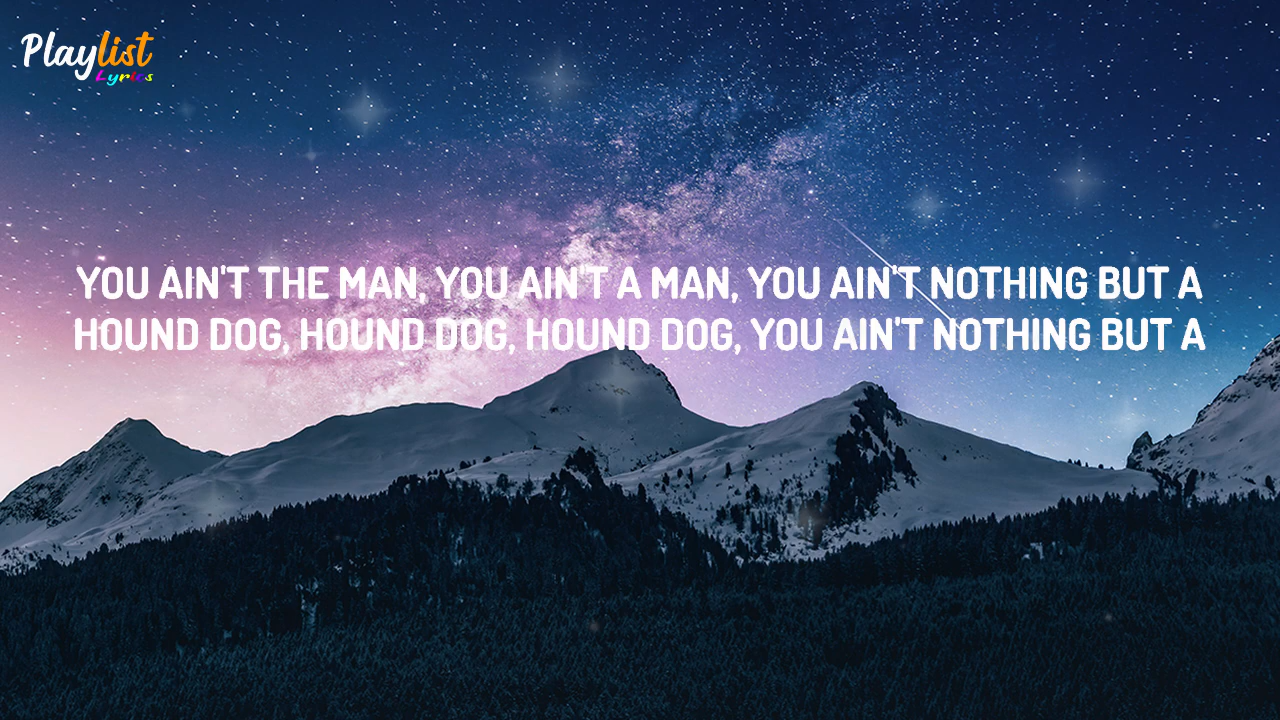 Playlist
Lyrics
YOU AIN'T THE MAN, YOU AIN'T A MAN, YOU AIN'T NOTHING BUT A
HOUND DOG, HOUND DOG, HOUND DOG, YOU AIN'T NOTHING BUT A